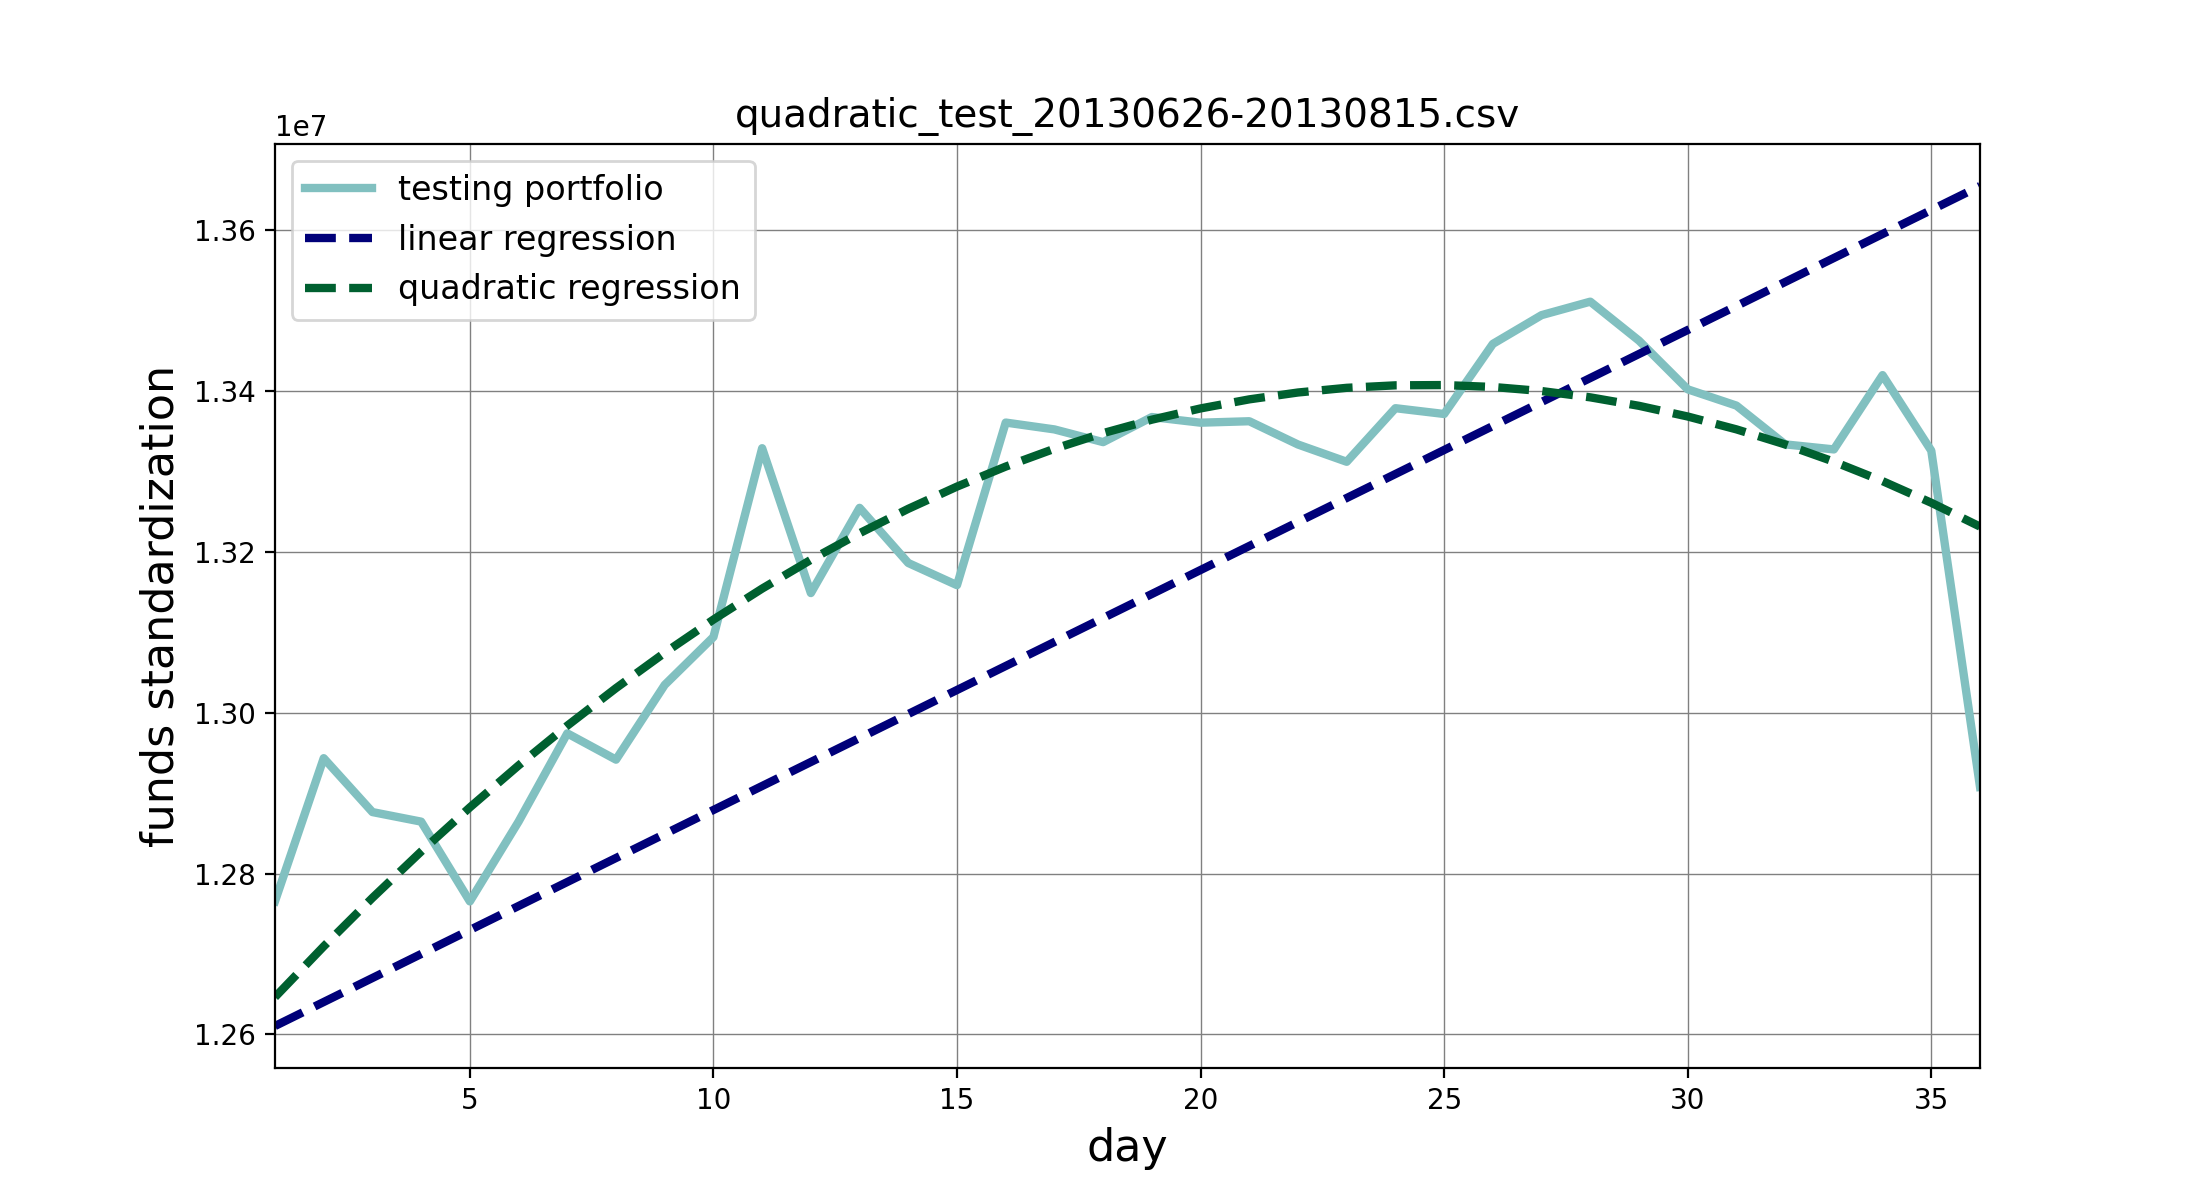 quadratic_test_20130626-20130815.csv
1e7
testing portfolio
linear regression
quadratic regression
1.36
1.34
1.32
1.30
1.28
1.26
funds standardization
5 10 15 20 25 30 35
day